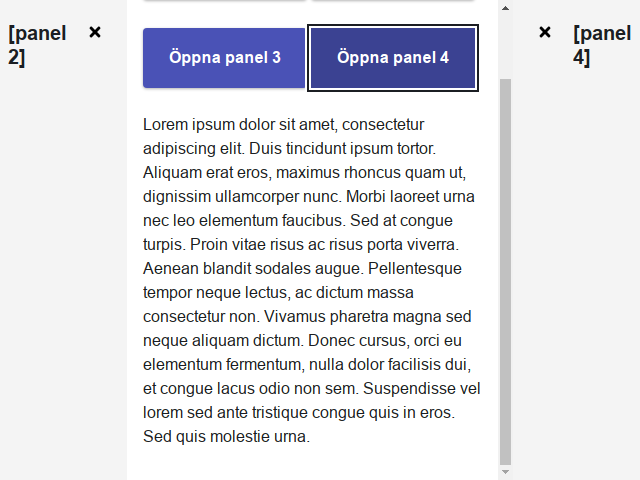 [panel
2]
Öppna panel 3
Öppna panel 4
Lorem ipsum dolor sit amet, consectetur
adipiscing elit. Duis tincidunt ipsum tortor.
Aliquam erat eros, maximus rhoncus quam ut,
dignissim ullamcorper nunc. Morbi laoreet urna
nec leo elementum faucibus. Sed at congue
turpis. Proin vitae risus ac risus porta viverra.
Aenean blandit sodales augue. Pellentesque
tempor neque lectus, ac dictum massa
consectetur non. Vivamus pharetra magna sed
neque aliquam dictum. Donec cursus, orci eu
elementum fermentum, nulla dolor facilisis dui,
et congue lacus odio non sem. Suspendisse vel
lorem sed ante tristique congue quis in eros.
Sed quis molestie urna.
[panel
4]